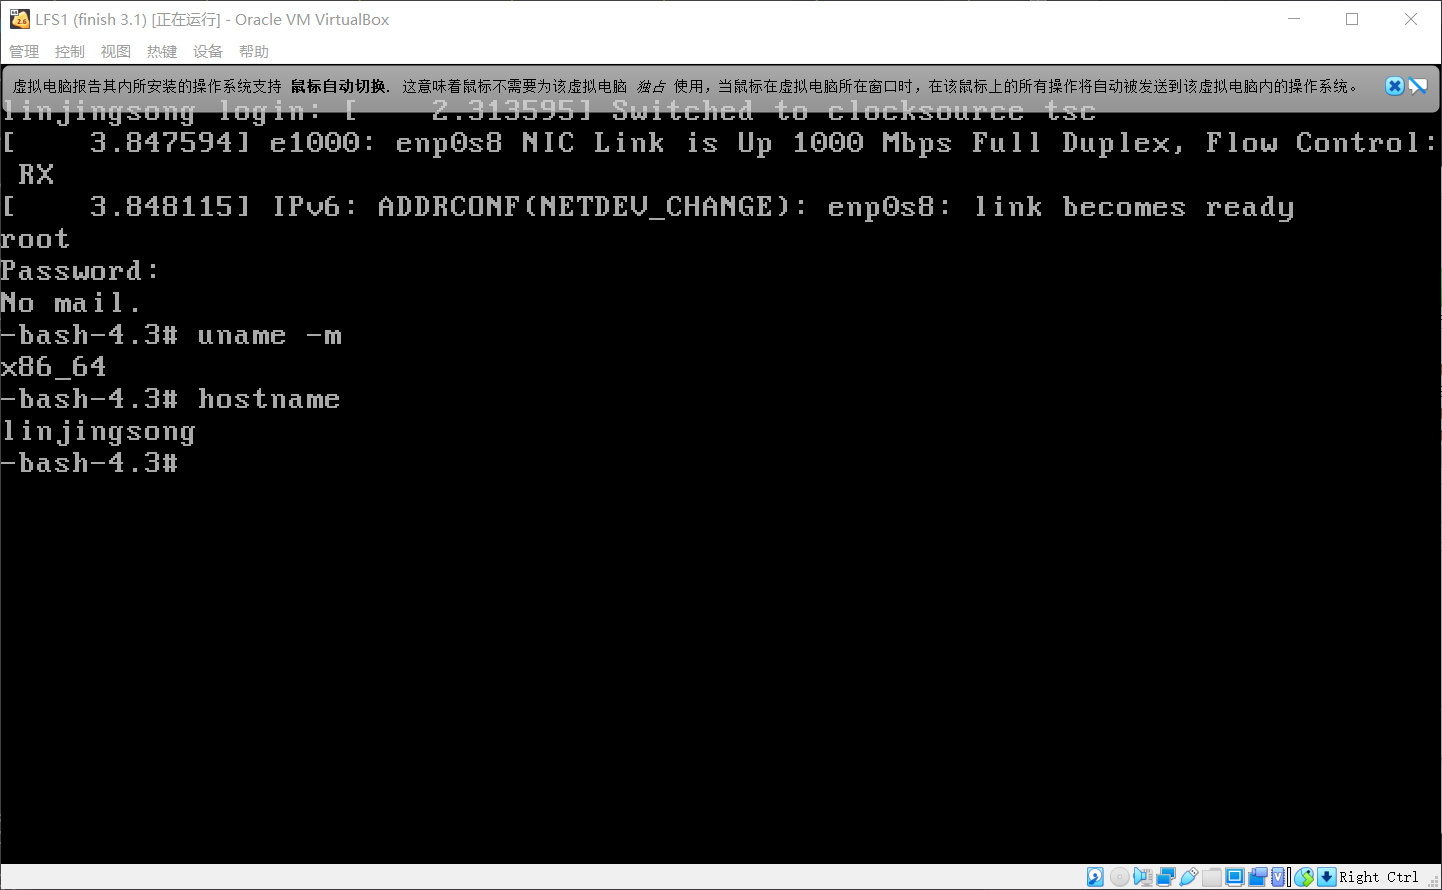 LFS1 (finish 3.1) [正在运行] - Oracle VM VirtualBox
管理 控制 视图 热键 设备 帮助
虚拟电脑报告其内所安装的操作系统支持 鼠标自动切换. 这意味着鼠标不需要为该虚拟电脑 独占 使用，当鼠标在虚拟电脑所在窗口时，在该鼠标上的所有操作将自动被发送到该虚拟电脑内的操作系统。
linjingsong login: [    2.313595] Switched to clocksource tsc
[    3.847594] e1000: enp0s8 NIC Link is Up 1000 Mbps Full Duplex, Flow Control:
 RX
[    3.848115] IPv6: ADDRCONF(NETDEV_CHANGE): enp0s8: link becomes ready
root
Password:
No mail.
-bash-4.3# uname -m
x86_64
-bash-4.3# hostname
linjingsong
-bash-4.3#
Right Ctrl